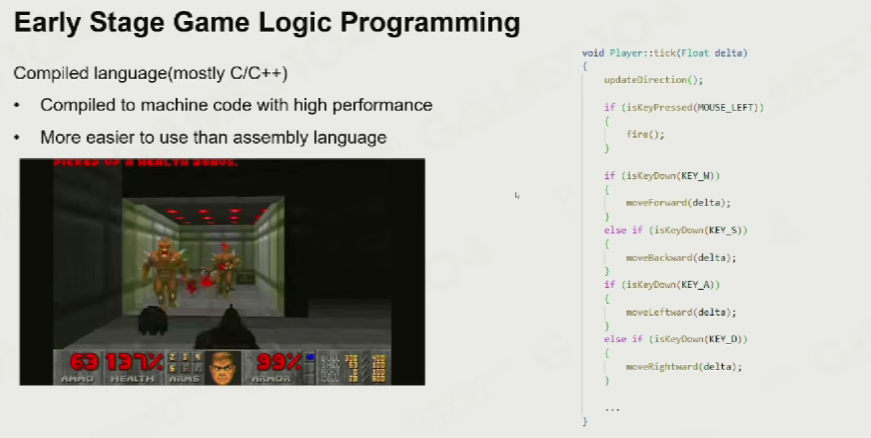 Early Stage Game Logic Programming
Compiled language(mostly C/C++)
• Compiled to machine code with high performance
• More easier to use than assembly language
PICKED UP A HEALTH BONUS.
63 137% 2 3 4 99%
AMMO HEALTH ARMS ARMOR
void Player::tick(Float delta)
{
updateDirection();
if (isKeyPressed(MOUSE_LEFT))
{
fire();
}
if (isKeyDown(KEY_W))
{
moveForward(delta);
}
else if (isKeyDown(KEY_S))
{
moveBackward(delta);
}
if (isKeyDown(KEY_A))
{
moveLeftward(delta);
}
else if (isKeyDown(KEY_D))
{
moveRightward(delta);
}
...
}